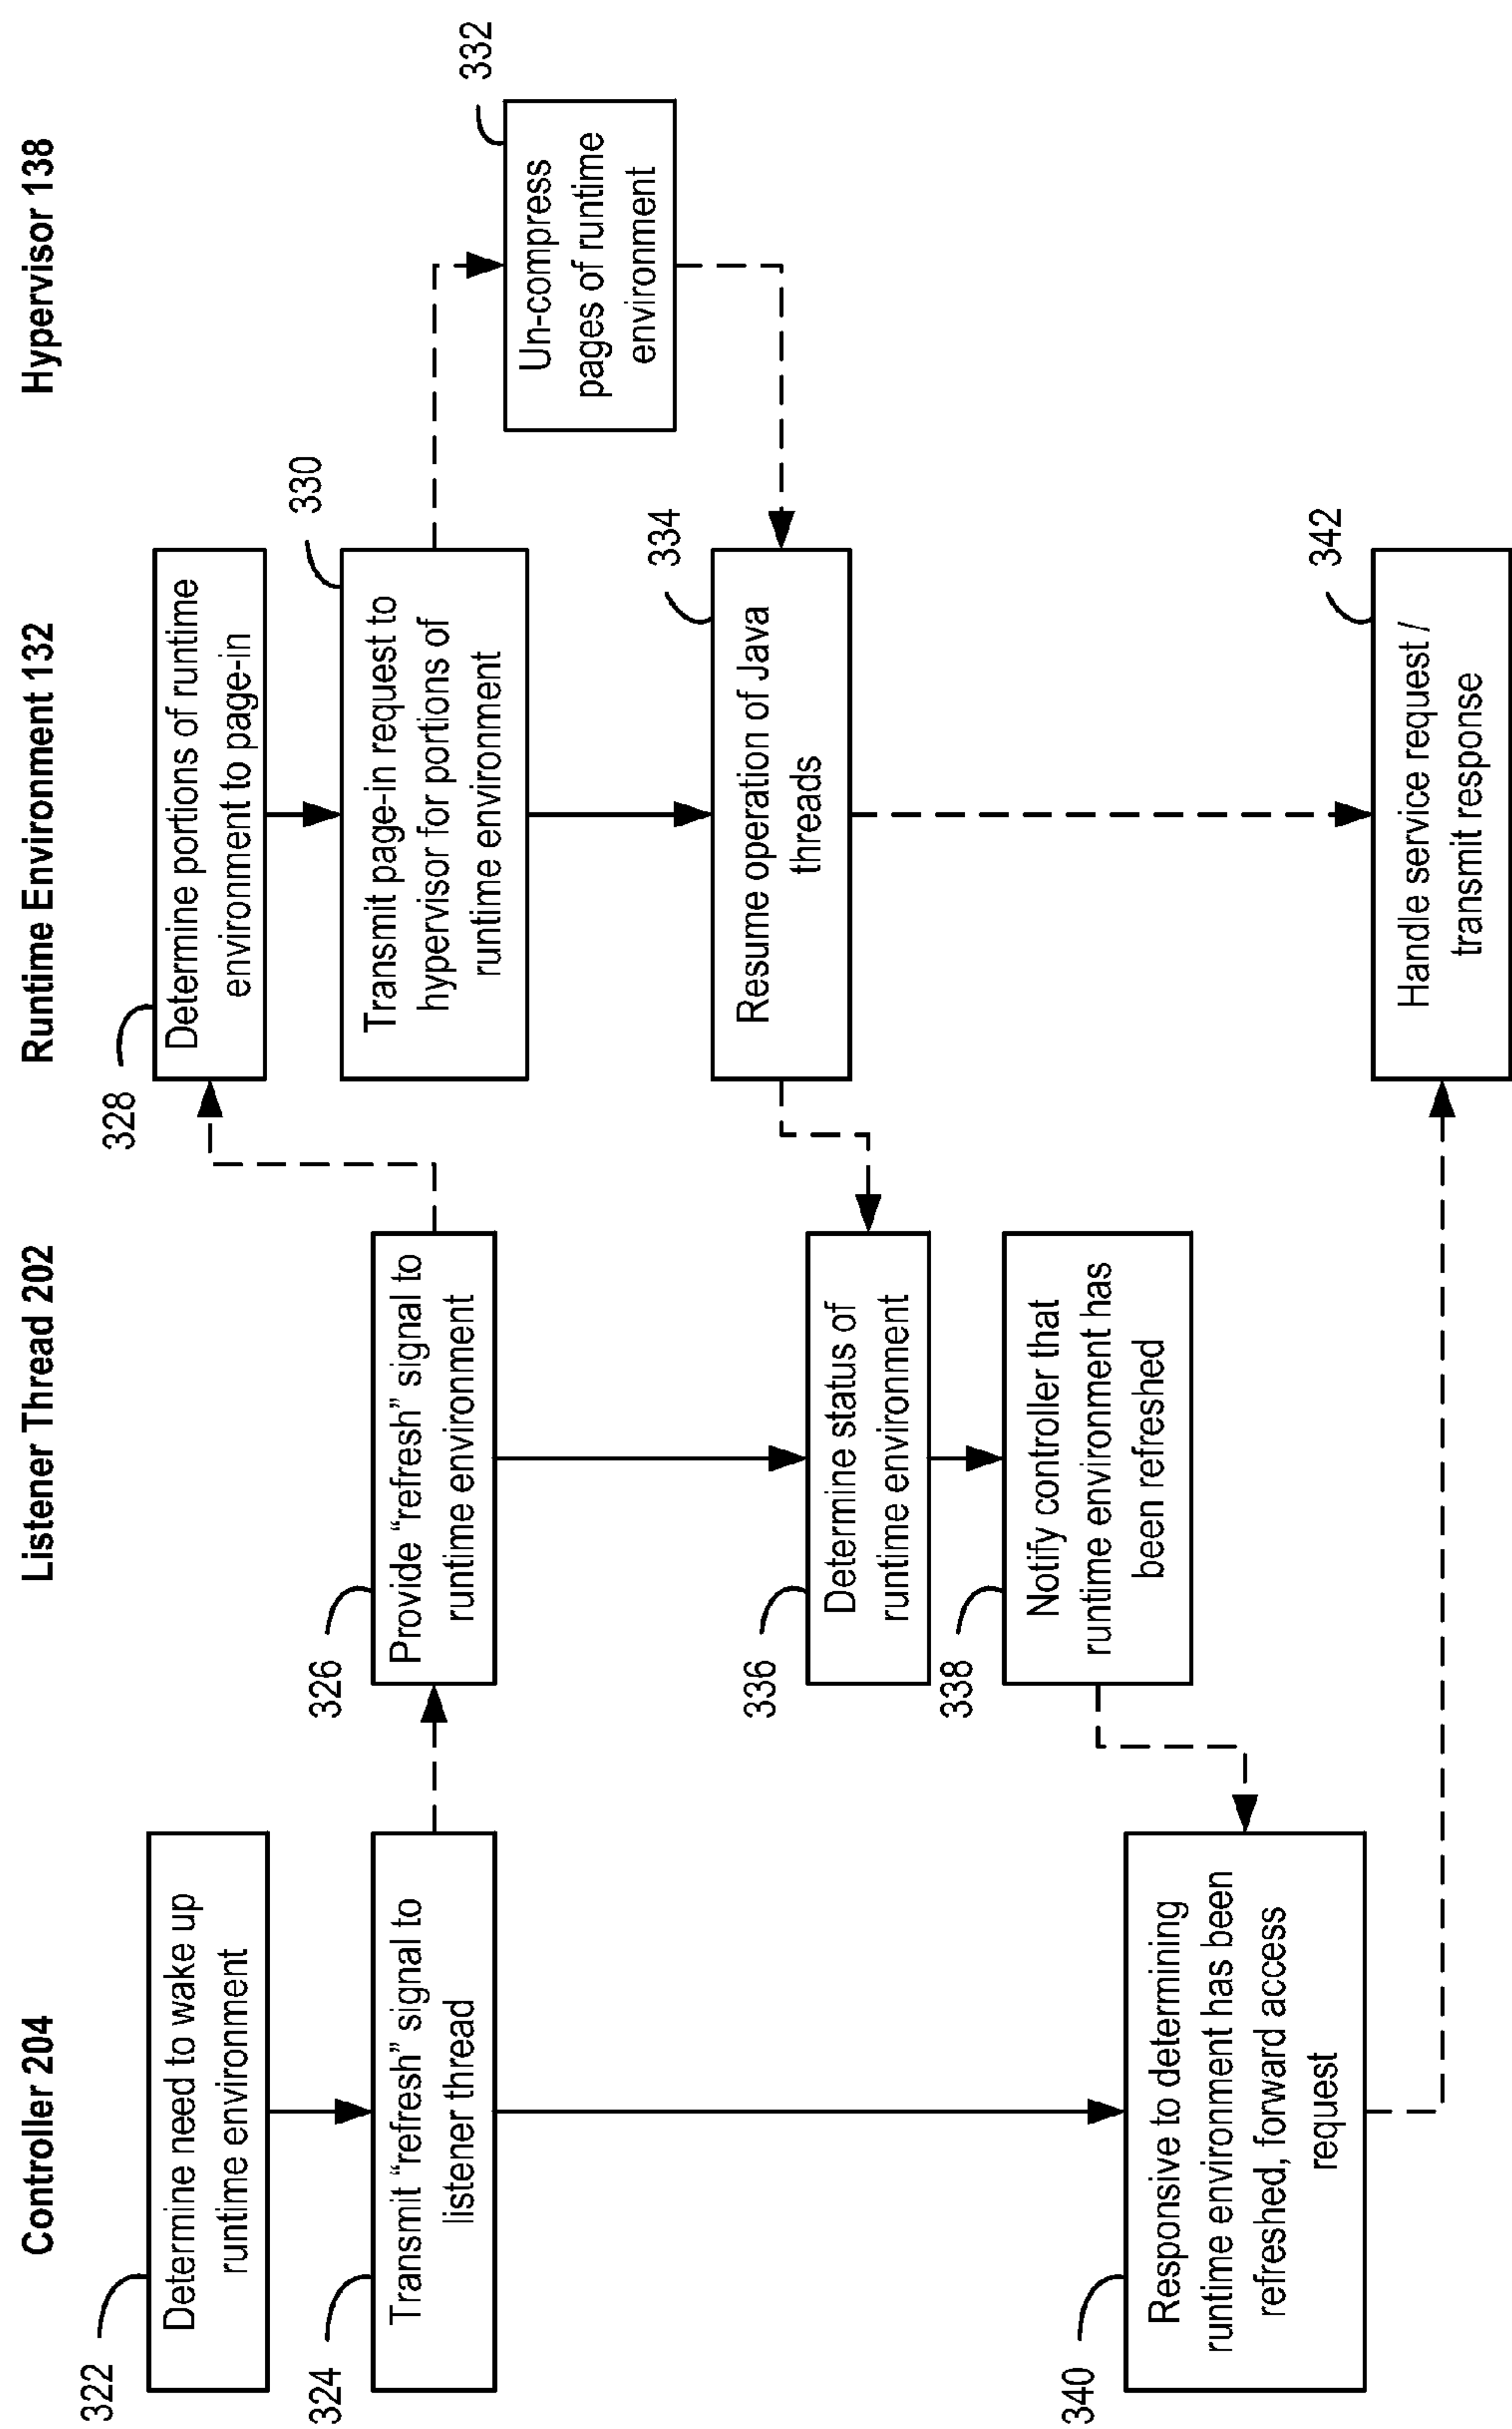 Controller 204
Listener Thread 202
Runtime Environment 132
Hypervisor 138
322
Determine need to wake up
runtime environment
324
Transmit “refresh” signal to
listener thread
326
Provide “refresh” signal to
runtime environment
328
Determine portions of runtime
environment to page-in
330
Transmit page-in request to
hypervisor for portions of
runtime environment
332
Un-compress
pages of runtime
environment
334
Resume operation of Java
threads
336
Determine status of
runtime environment
338
Notify controller that
runtime environment has
been refreshed
340
Responsive to determining
runtime environment has been
refreshed, forward access
request
342
Handle service request /
transmit response